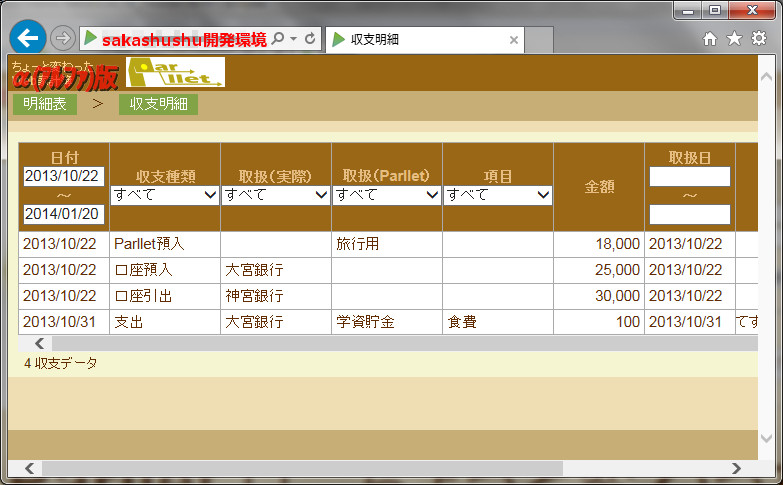 sakashushu開発環境
収支明細
ちょっと変わった
α(ｱﾙﾌｧ)版
Parllet
明細表 > 収支明細
日付 収支種類 取扱(実際) 取扱(Parllet) 項目 金額 取扱日
2013/10/22 ～ 2014/01/20 すべて すべて すべて すべて ～
2013/10/22 Parllet預入 旅行用 18,000 2013/10/22
2013/10/22 口座預入 大宮銀行 25,000 2013/10/22
2013/10/22 口座引出 神宮銀行 30,000 2013/10/22
2013/10/31 支出 大宮銀行 学資貯金 食費 100 2013/10/31 てす
4 収支データ